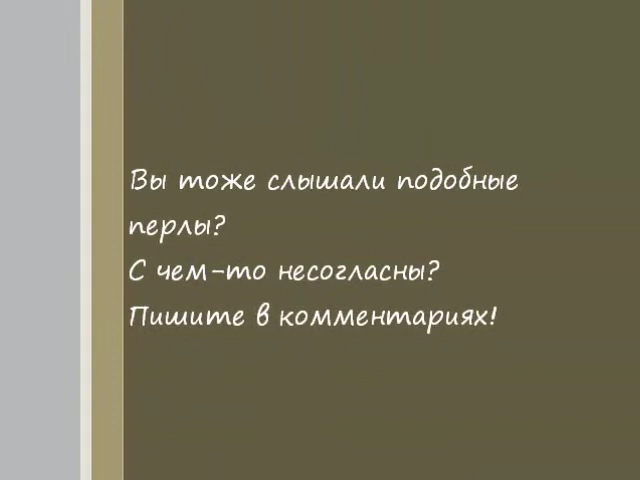 Вы тоже слышали подобные
перлы?
С чем-то несогласны?
Пишите в комментариях!